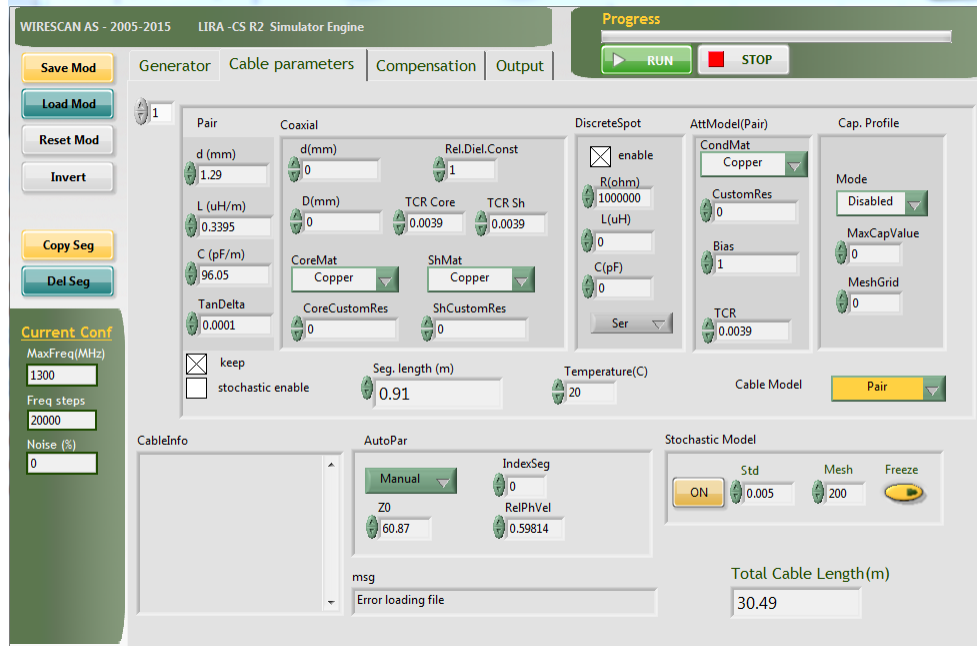 WIRESCAN AS - 2005-2015 LIRA -CS R2 Simulator Engine
Progress
RUN
STOP
Save Mod
Load Mod
Reset Mod
Invert
Copy Seg
Del Seg
Current Conf
MaxFreq(MHz)
1300
Freq steps
20000
Noise (%)
0
Generator Cable parameters Compensation Output
1
Pair
d (mm)
1.29
L (uH/m)
0.3395
C (pF/m)
96.05
TanDelta
0.0001
Coaxial
d(mm) Rel.Diel.Const
0 1
D(mm) TCR Core TCR Sh
0 0.0039 0.0039
CoreMat ShMat
Copper Copper
CoreCustomRes ShCustomRes
0 0
DiscreteSpot
enable
R(ohm)
1000000
L(uH)
0
C(pF)
0
Ser
AttModel(Pair)
CondMat
Copper
CustomRes
0
Bias
1
TCR
0.0039
Cap. Profile
Mode
Disabled
MaxCapValue
0
MeshGrid
0
keep
stochastic enable
Seg. length (m)
0.91
Temperature(C)
20
Cable Model Pair
CableInfo
AutoPar
Manual
IndexSeg
0
Z0
60.87
RelPhVel
0.59814
msg
Error loading file
Stochastic Model
ON
Std
0.005
Mesh
200
Freeze
Total Cable Length(m)
30.49